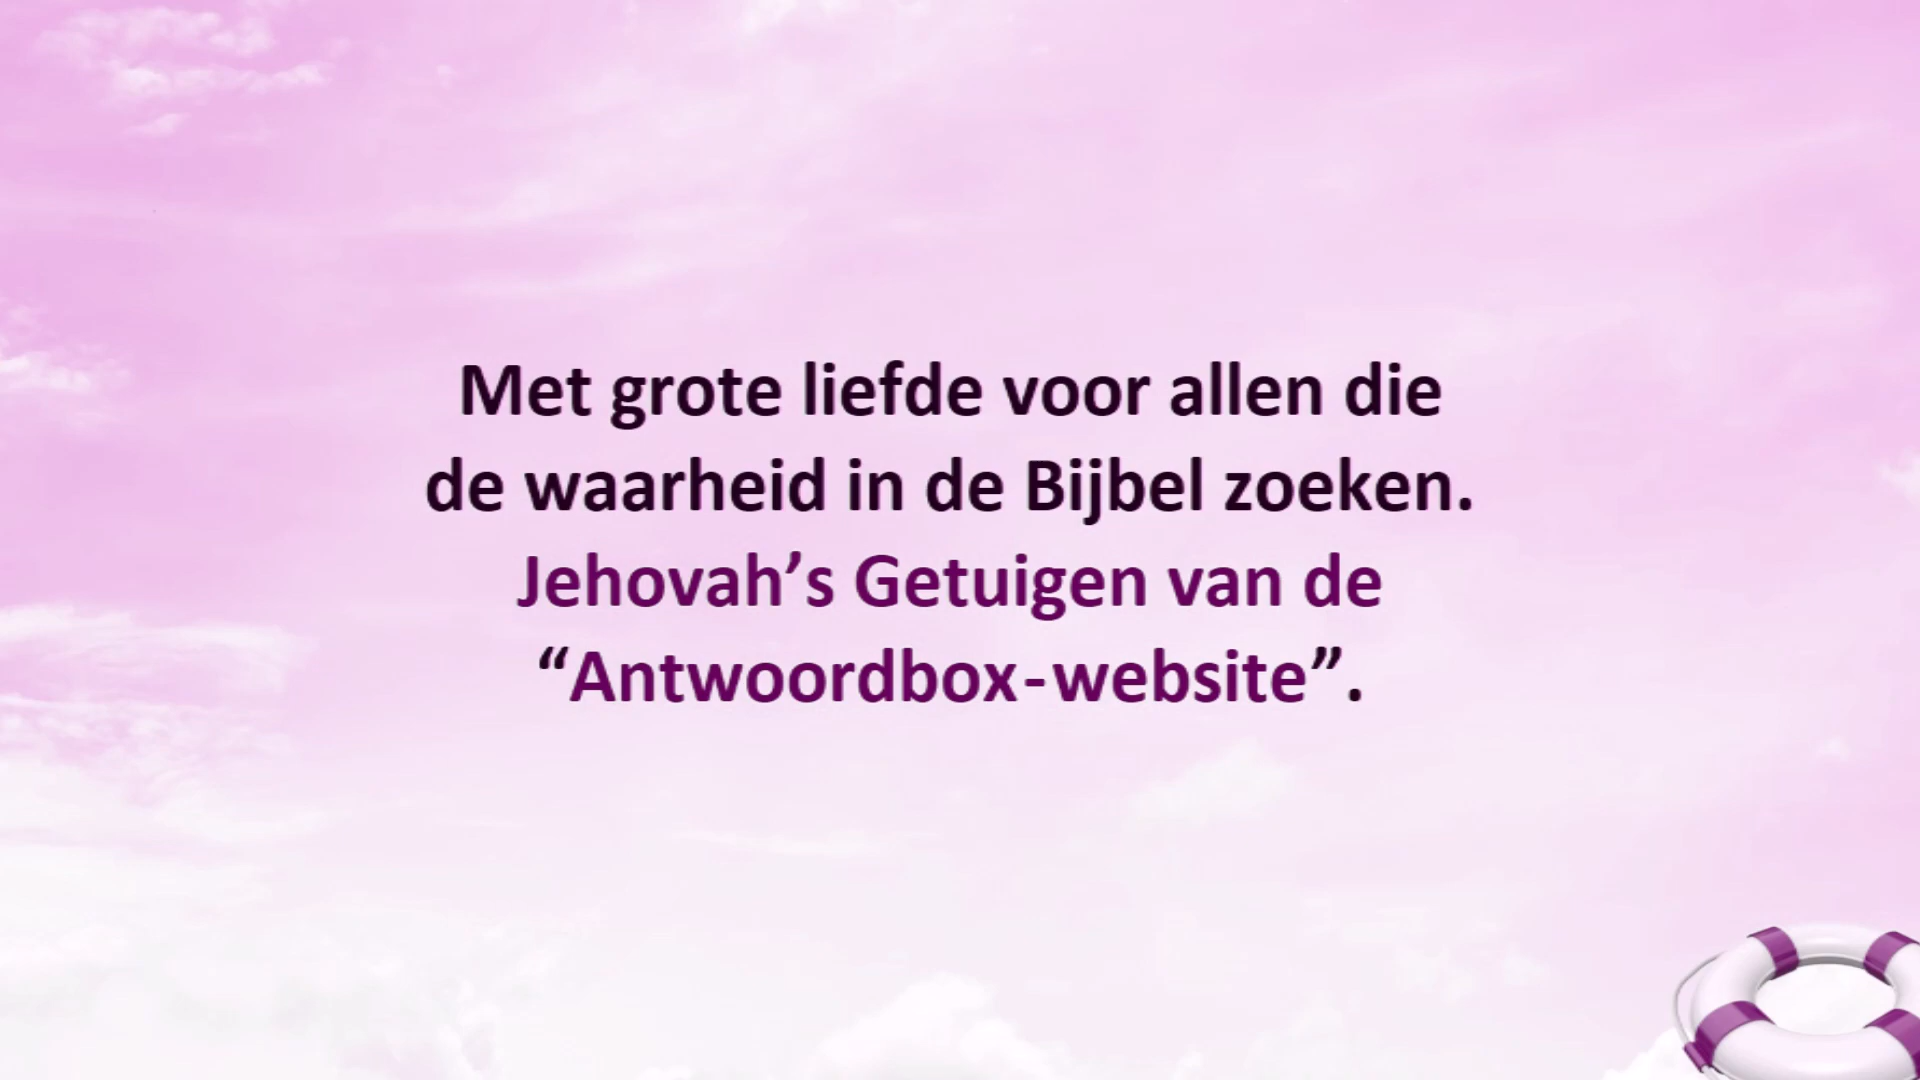 Met grote liefde voor allen die
de waarheid in de Bijbel zoeken.
Jehovah’s Getuigen van de
“Antwoordbox-website”.